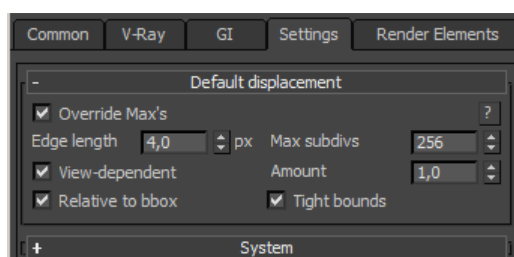 Common V-Ray GI Settings Render Elements
- Default displacement
Override Max's ?
Edge length 4,0 px Max subdivs 256
View-dependent Amount 1,0
Relative to bbox Tight bounds
+ System